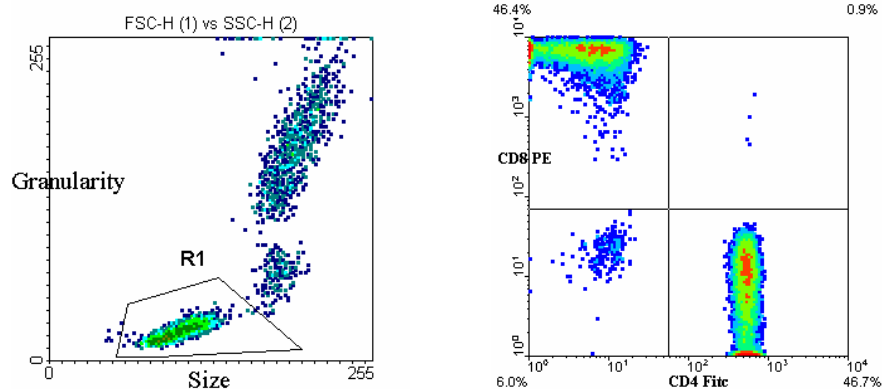 FSC-H (1) vs SSC-H (2)
255
Granularity
R1
0
0 Size 255
46.4% 0.9%
10⁴
10³
CD8 PE
10²
10¹
10⁰
10⁰ 10¹ 10² 10³ 10⁴
6.0% CD4 Fitc 46.7%